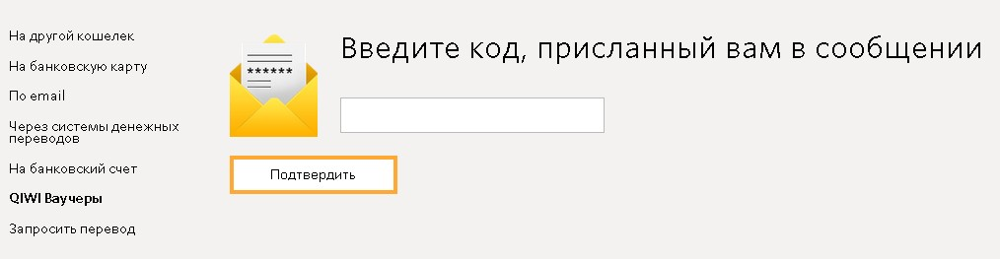 На другой кошелек
На банковскую карту
По email
Через системы денежных
переводов
На банковский счет
QIWI Ваучеры
Запросить перевод
******
Введите код, присланный вам в сообщении
Подтвердить